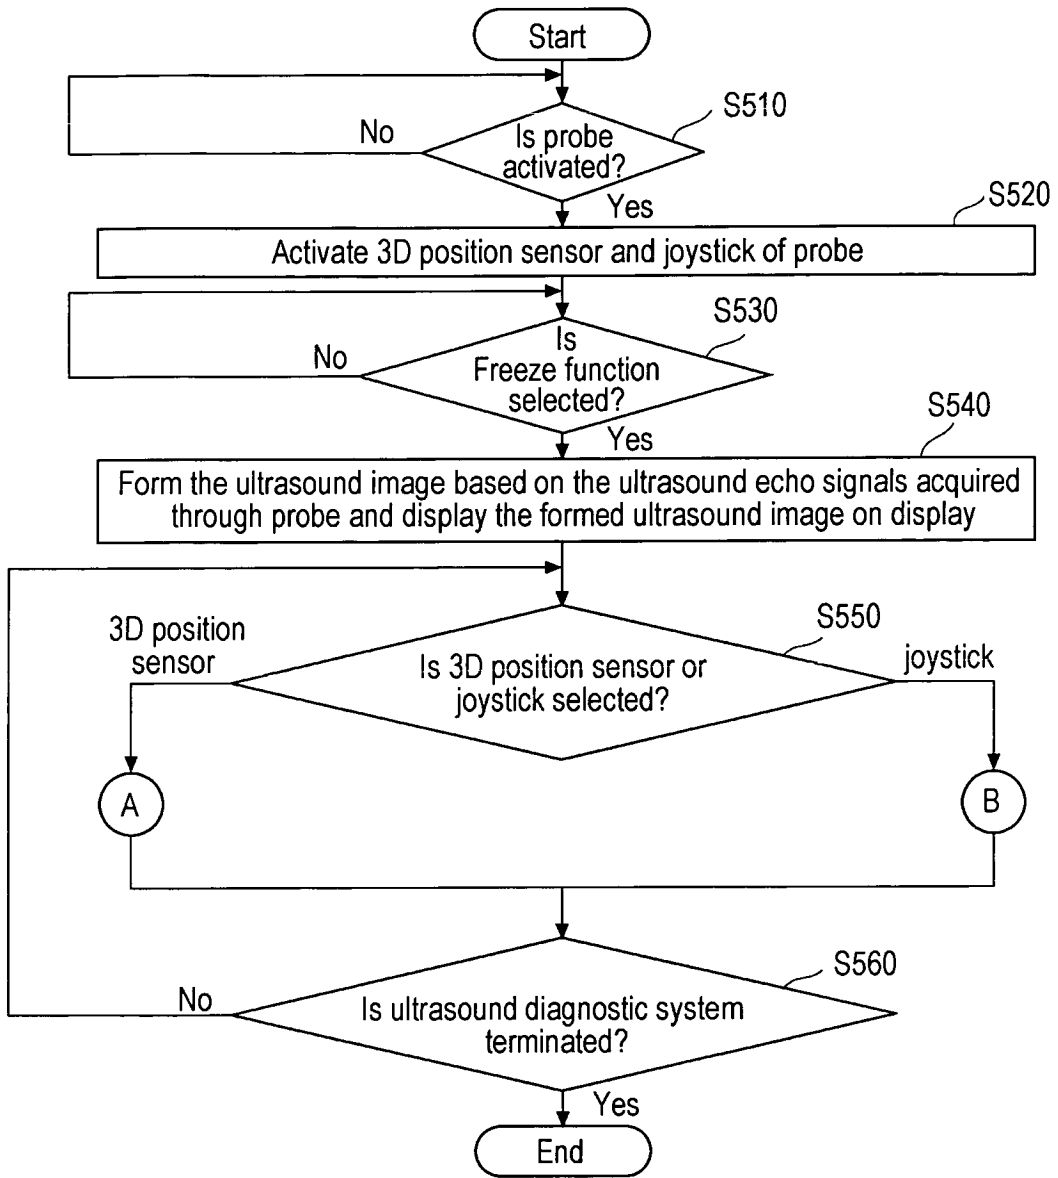 Start
S510
No
Is probe
activated?
Yes
S520
Activate 3D position sensor and joystick of probe
S530
No
Is
Freeze function
selected?
Yes
S540
Form the ultrasound image based on the ultrasound echo signals acquired
through probe and display the formed ultrasound image on display
S550
3D position
sensor
Is 3D position sensor or
joystick selected?
joystick
A
B
S560
No
Is ultrasound diagnostic system
terminated?
Yes
End